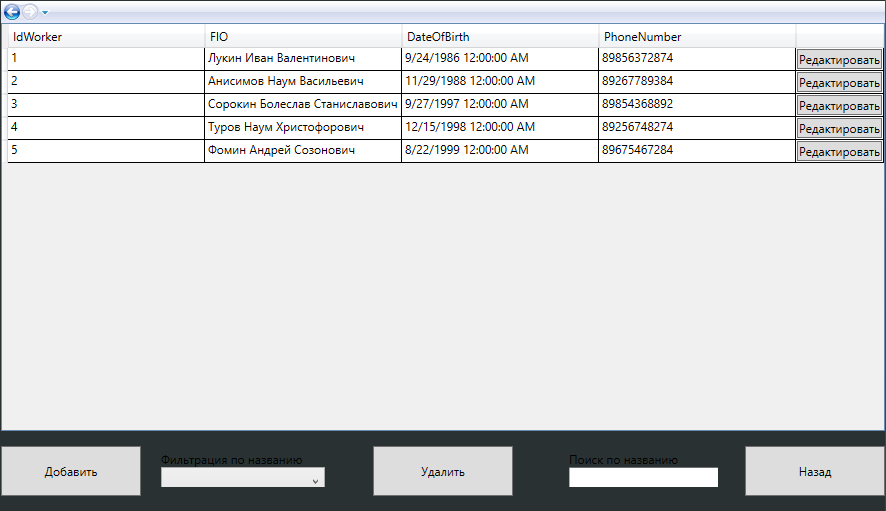 IdWorker FIO DateOfBirth PhoneNumber
1 Лукин Иван Валентинович 9/24/1986 12:00:00 AM 89856372874 Редактировать
2 Анисимов Наум Васильевич 11/29/1988 12:00:00 AM 89267789384 Редактировать
3 Сорокин Болеслав Станиславович 9/27/1997 12:00:00 AM 89854368892 Редактировать
4 Туров Наум Христофорович 12/15/1998 12:00:00 AM 89256748274 Редактировать
5 Фомин Андрей Созонович 8/22/1999 12:00:00 AM 89675467284 Редактировать
Фильтрация по названию Поиск по названию
Добавить Удалить Назад